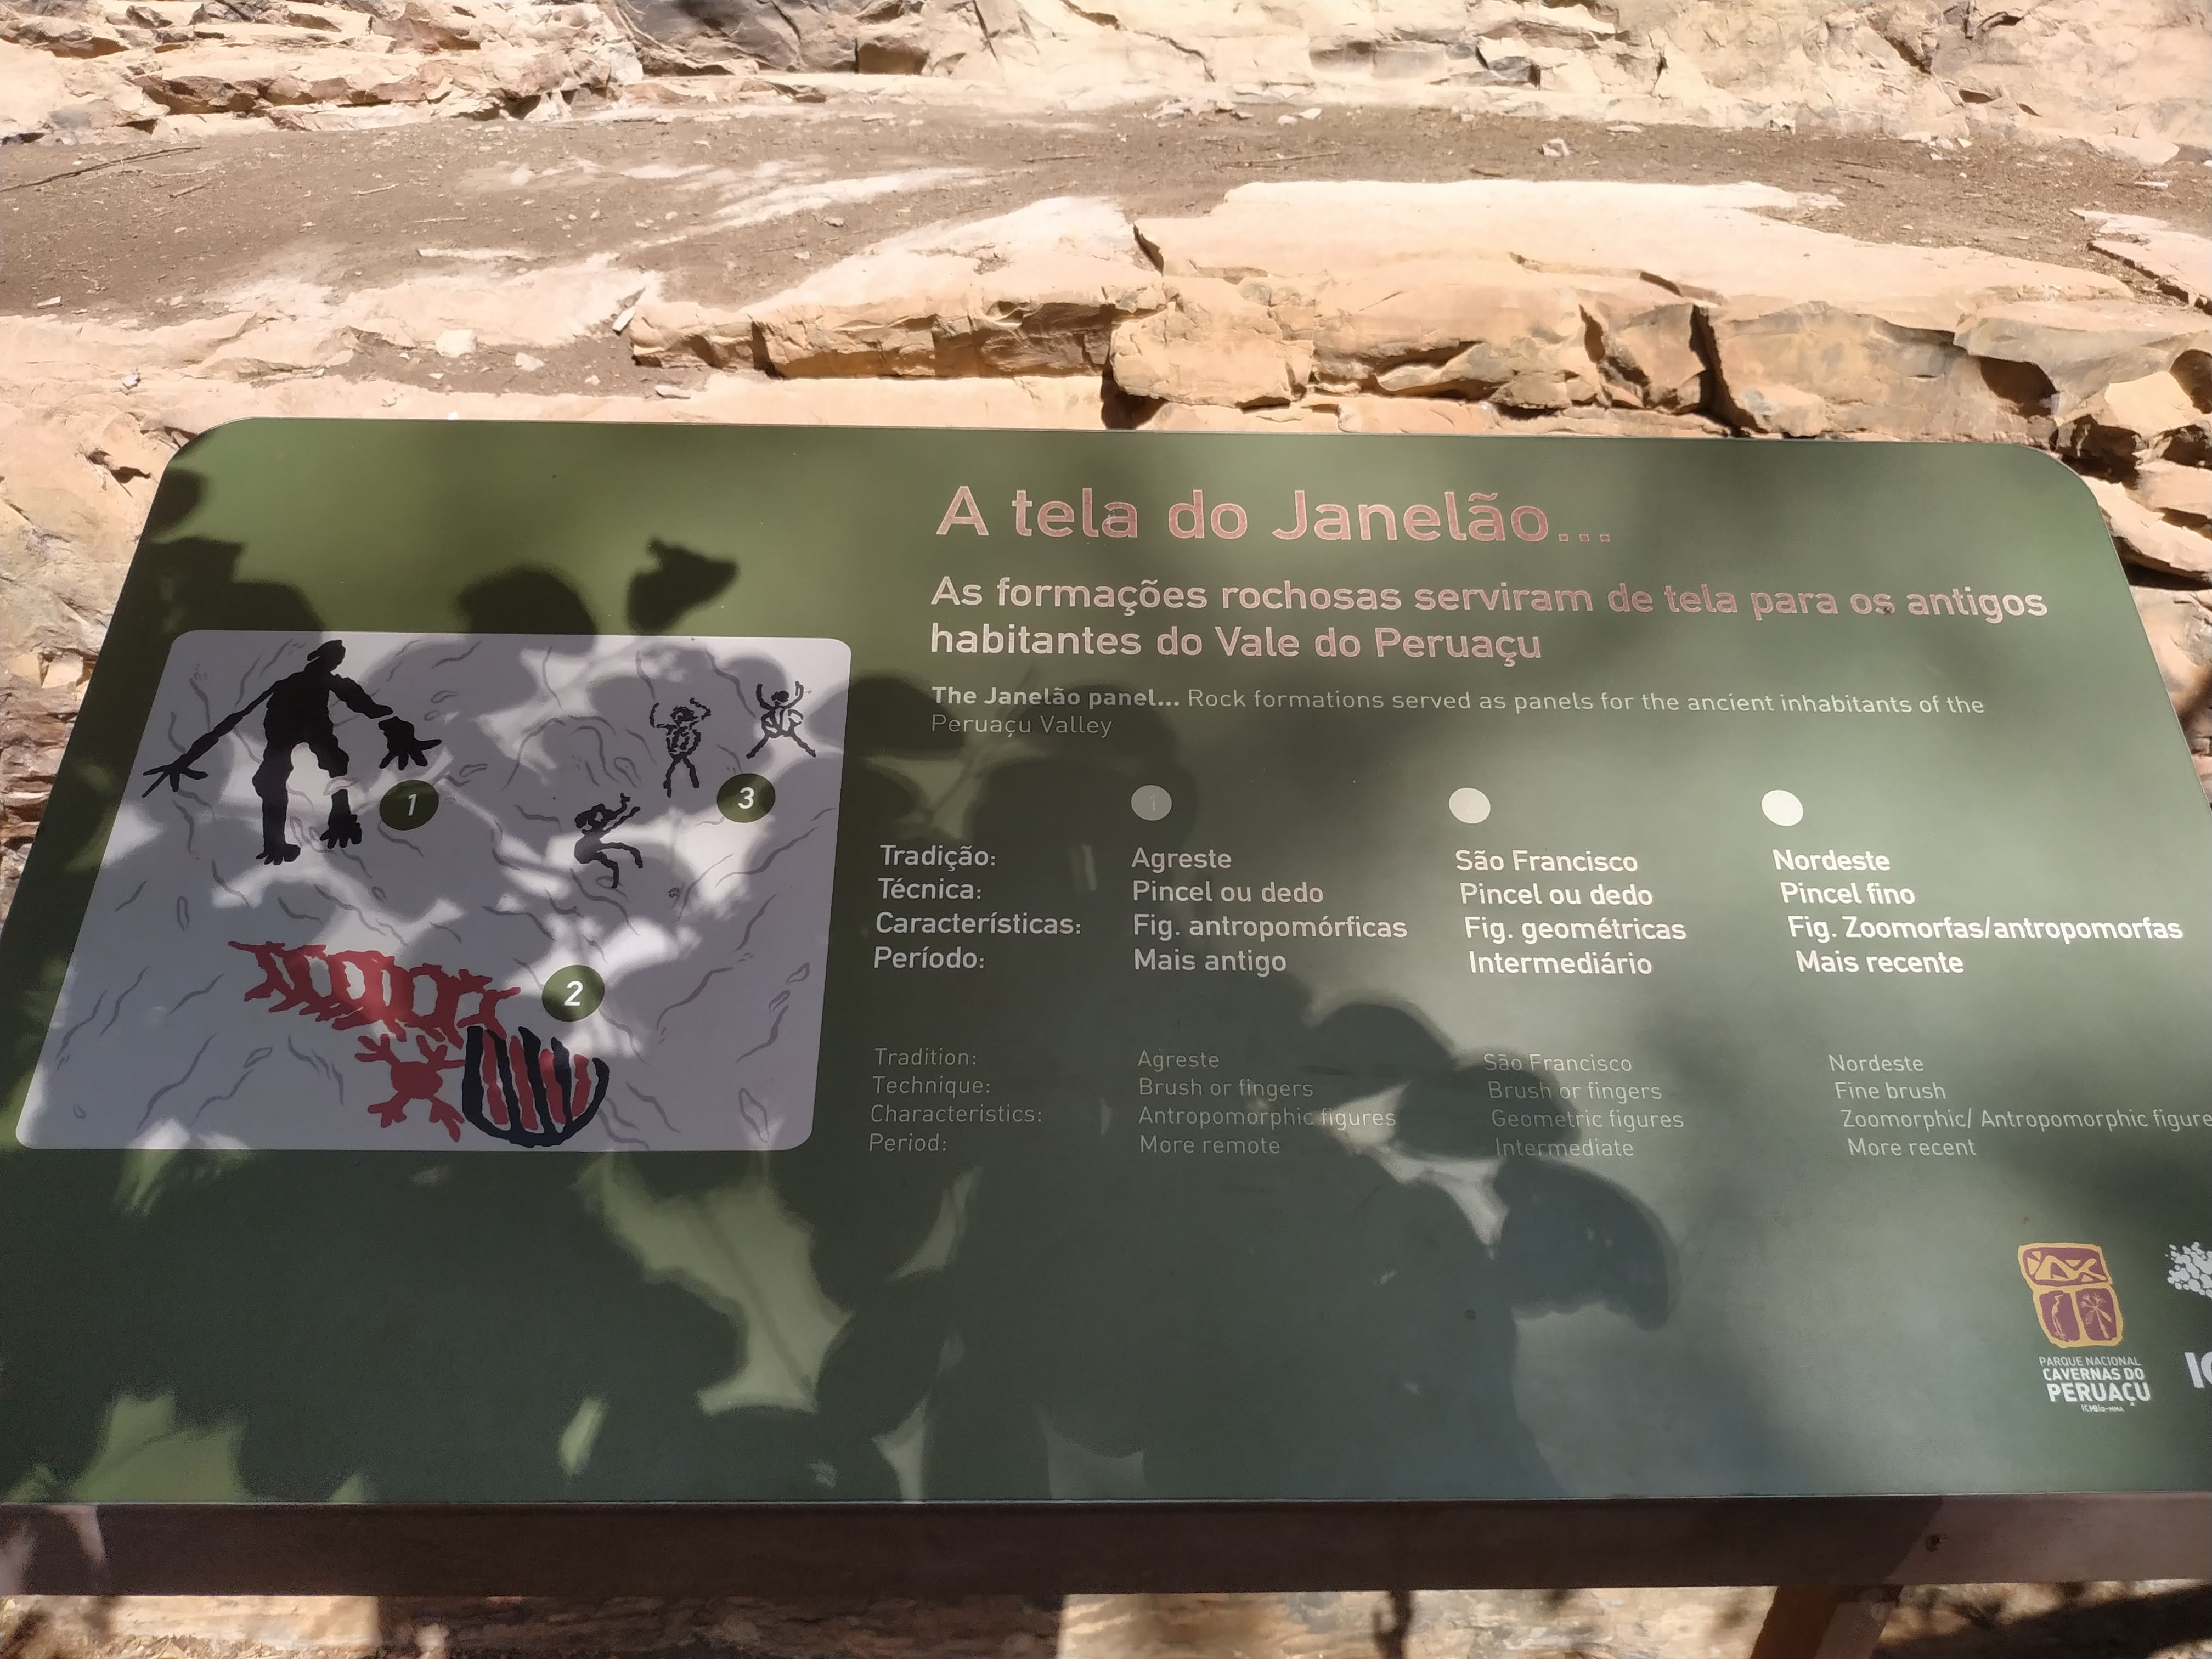 A tela do Janelão...
As formações rochosas serviram de tela para os antigos
habitantes do Vale do Peruaçu
The Janelão panel... Rock formations served as panels for the ancient inhabitants of the
Peruaçu Valley
1
3
2
Tradição: Agreste São Francisco Nordeste
Técnica: Pincel ou dedo Pincel ou dedo Pincel fino
Características: Fig. antropomórficas Fig. geométricas Fig. Zoomorfas/antropomorfas
Período: Mais antigo Intermediário Mais recente
Tradition: Agreste São Francisco Nordeste
Technique: Brush or fingers Brush or fingers Fine brush
Characteristics: Antropomorphic figures Geometric figures Zoomorphic/ Antropomorphic figure
Period: More remote Intermediate More recent
PARQUE NACIONAL
CAVERNAS DO
PERUAÇU
ICMBio-MMA